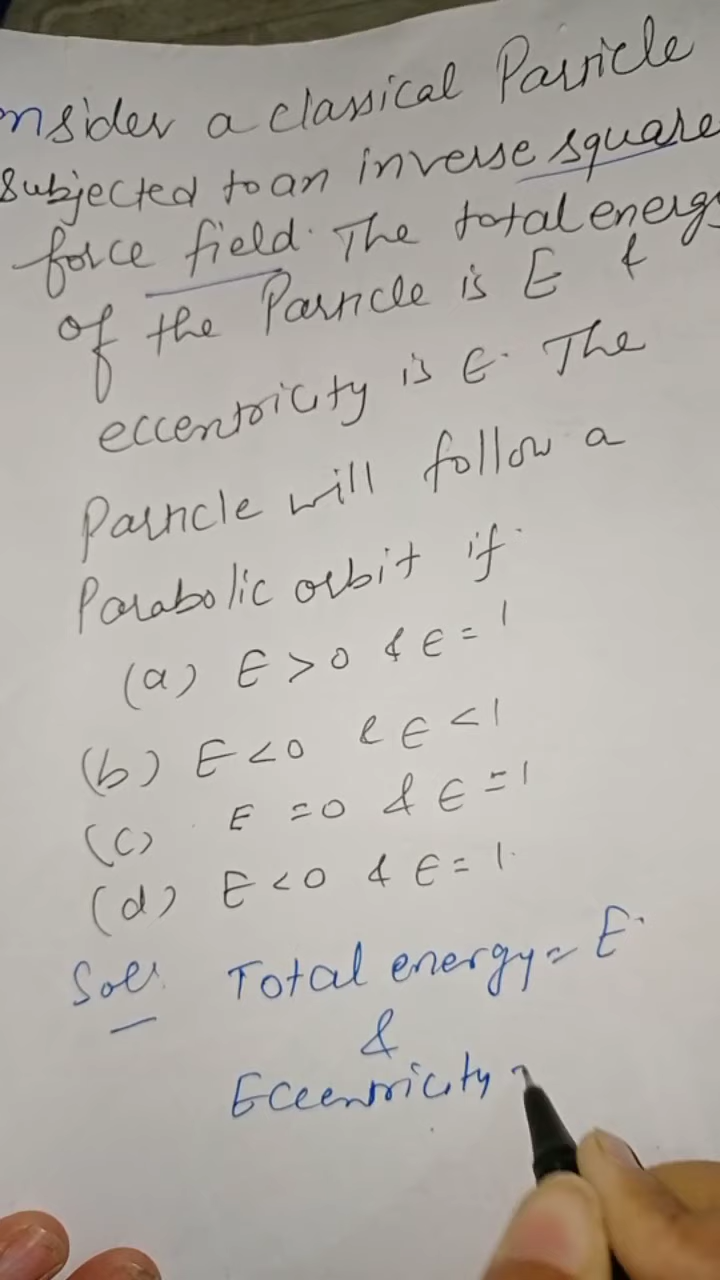 nsider a classical Particle
Subjected to an inverse square
force field. The total energ
of the Particle is E &
eccentricity is ϵ. The
Particle will follow a
Parabolic orbit if
(a) E > 0 & ϵ = 1
(b) E < 0 & ϵ < 1
(c) E = 0 & ϵ = 1
(d) E < 0 & ϵ = 1.
Sol: Total energy = E.
&
Eccentricity